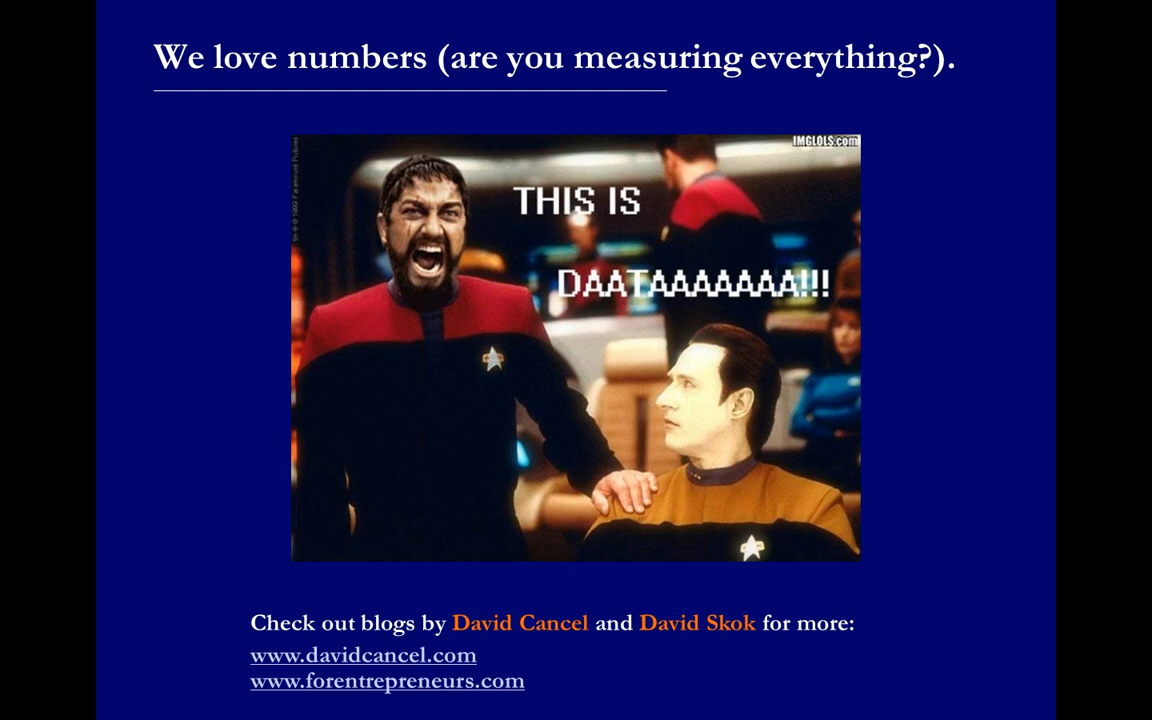 We love numbers (are you measuring everything?).
IMGLOLS.com
THIS IS
DAATAAAAAAA!!!
Check out blogs by David Cancel and David Skok for more:
www.davidcancel.com
www.forentrepreneurs.com